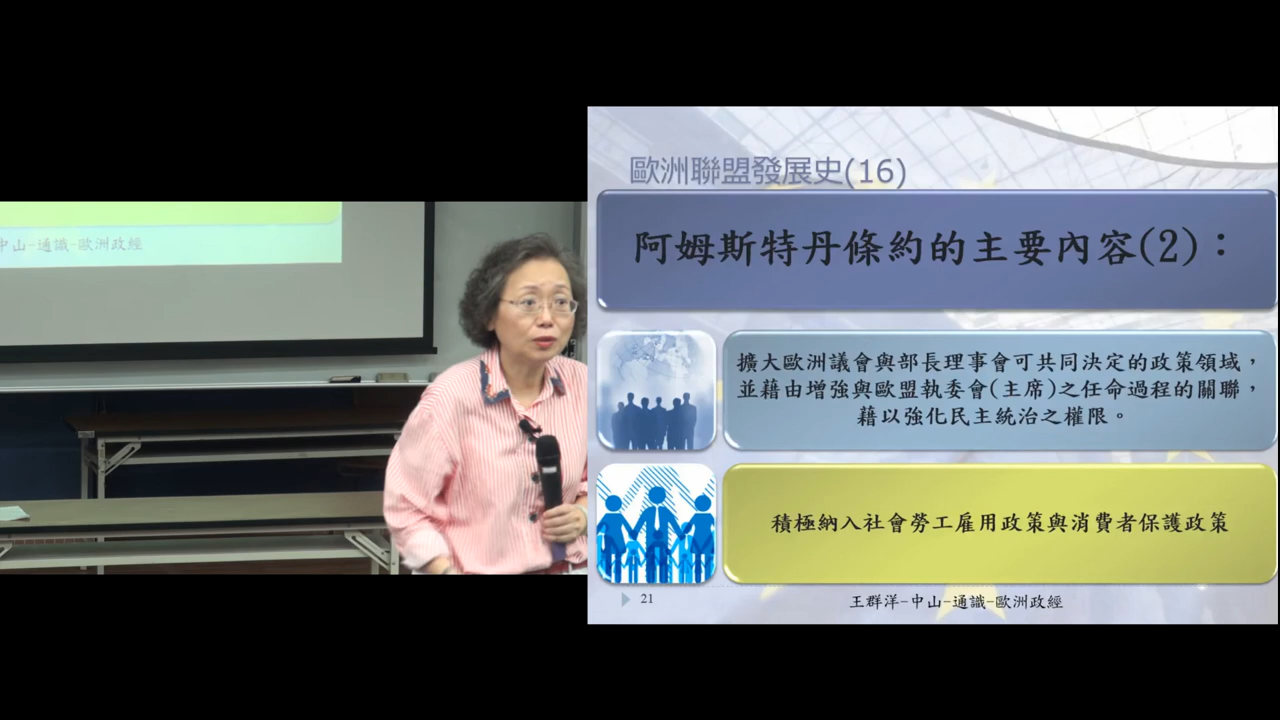 中山-通識-歐洲政經
歐洲聯盟發展史(16)
阿姆斯特丹條約的主要內容(2)：
擴大歐洲議會與部長理事會可共同決定的政策領域，
並藉由增強與歐盟執委會(主席)之任命過程的關聯，
藉以強化民主統治之權限。
積極納入社會勞工雇用政策與消費者保護政策
21
王群洋-中山-通識-歐洲政經